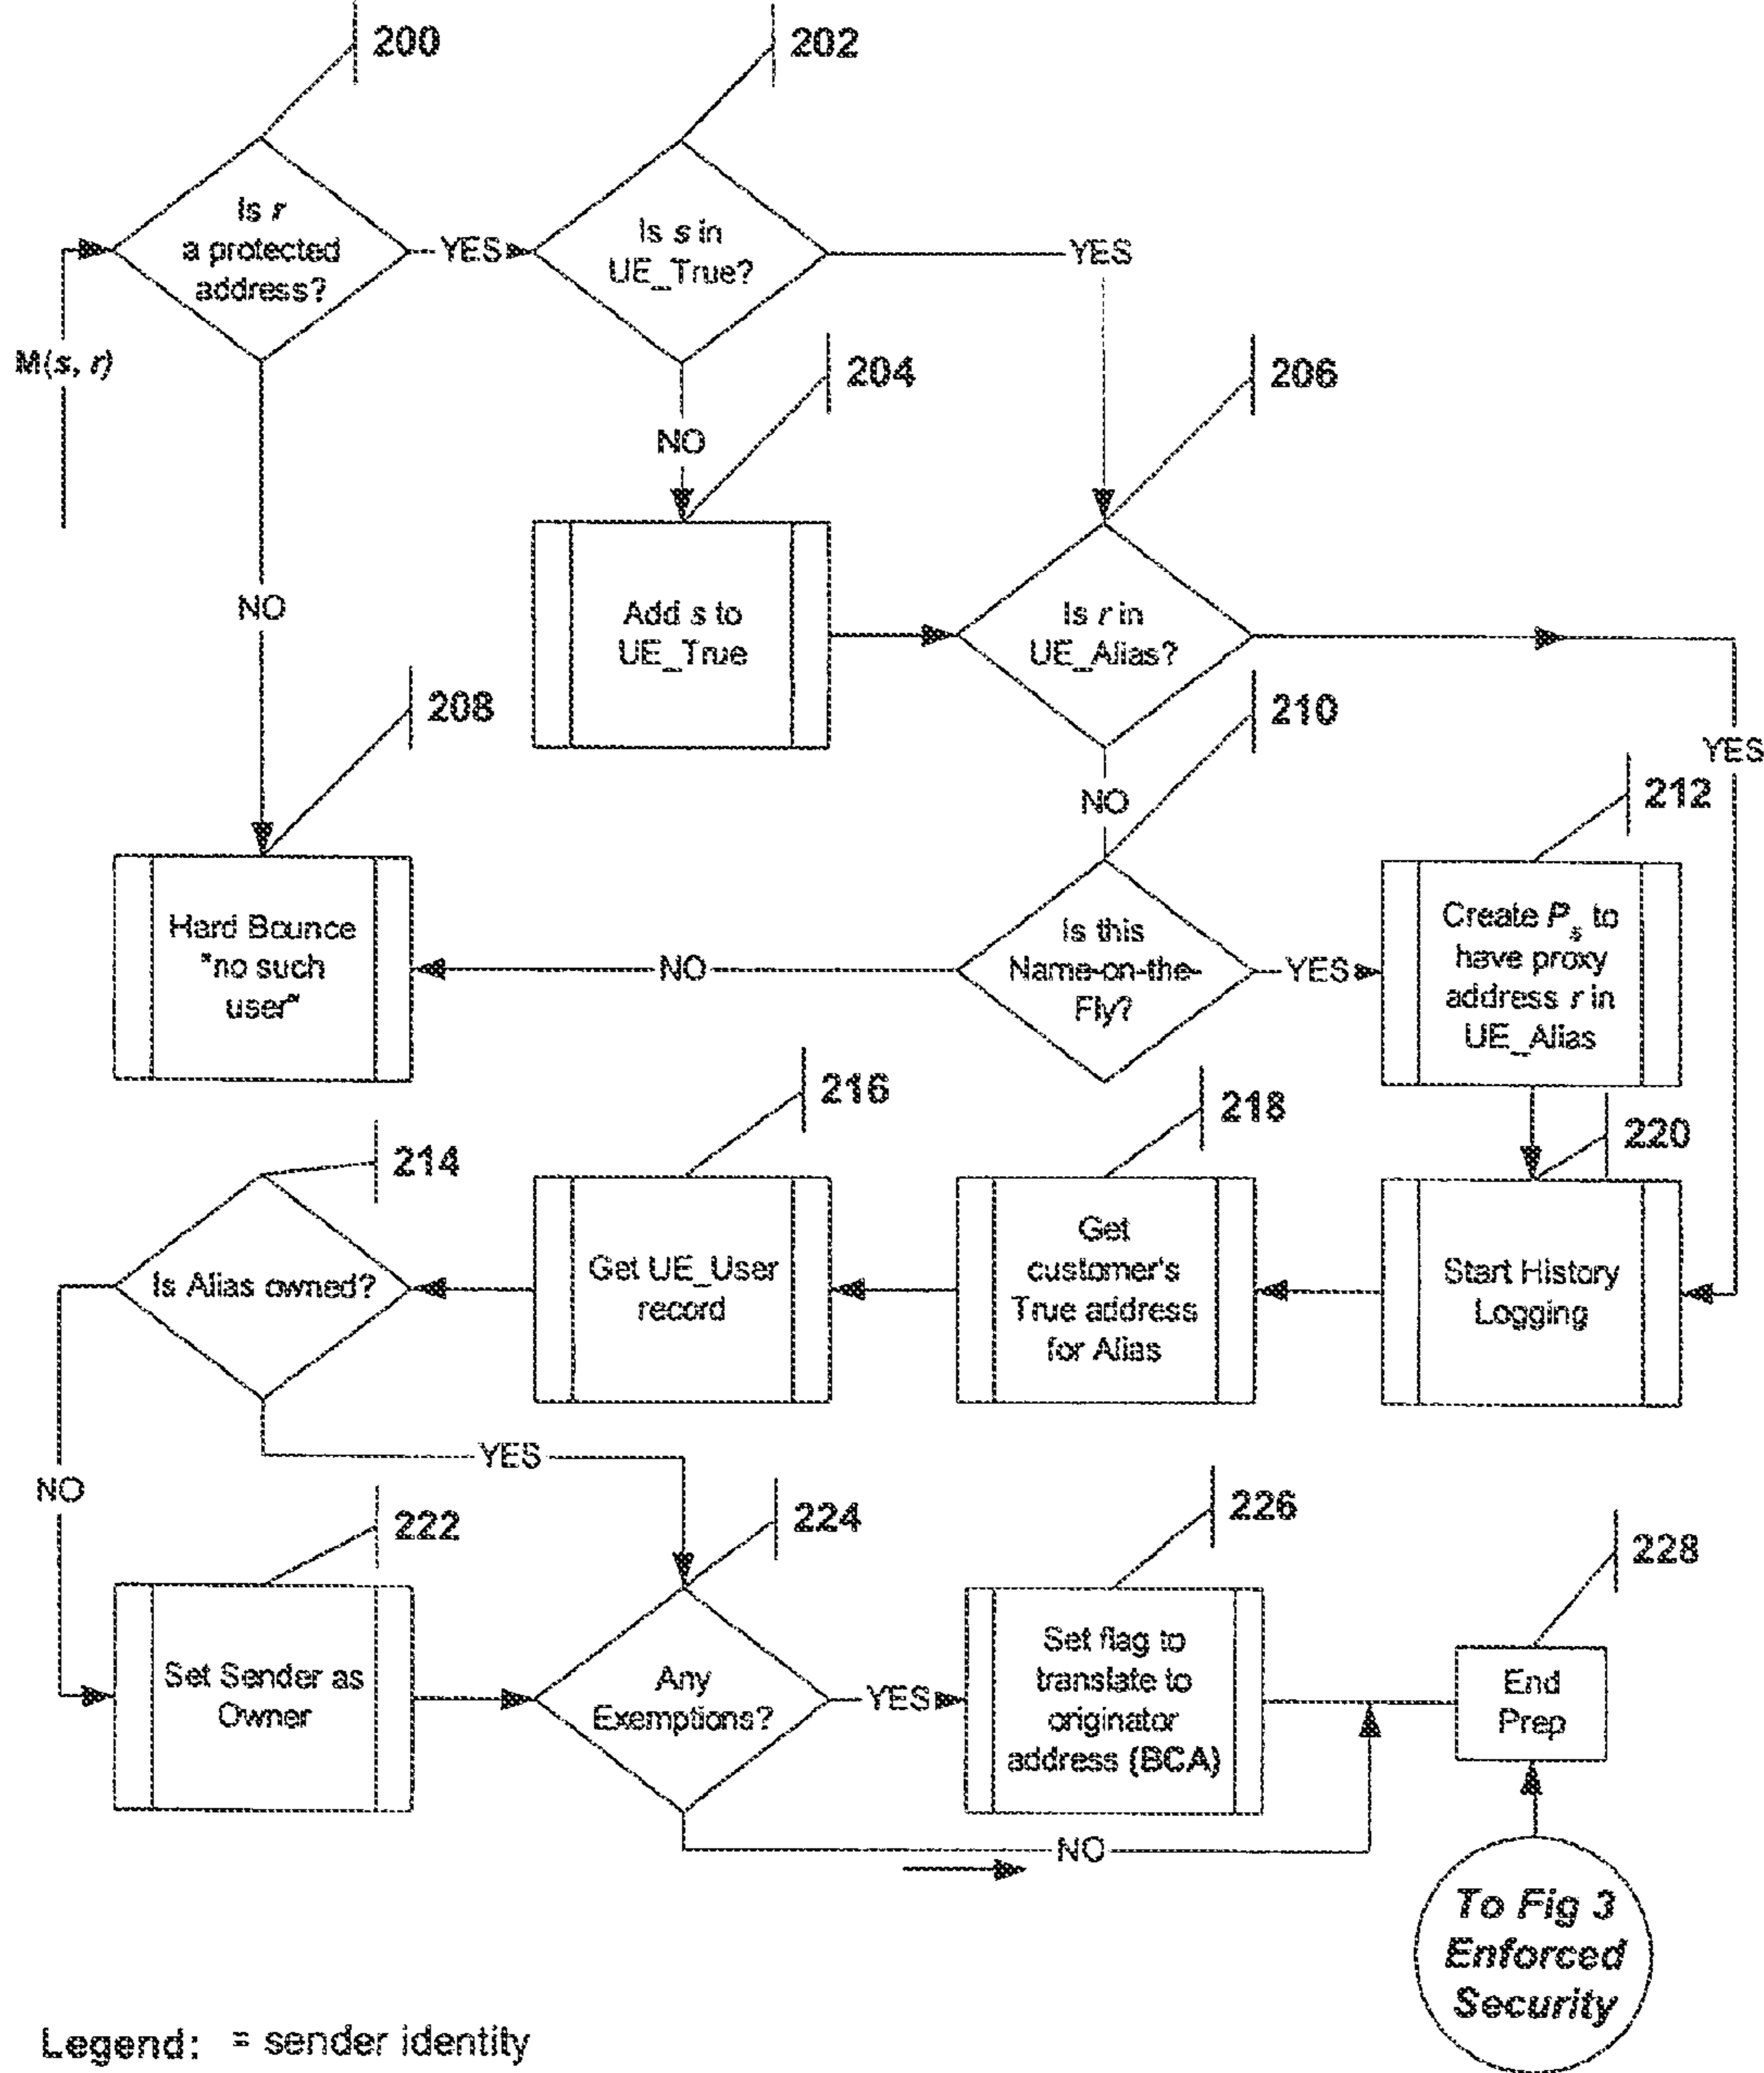 200
202
Is r
a protected
address?
YES
Is s in
UE_True?
YES
M(s, r)
204
206
NO
NO
Add s to
UE_True
Is r in
UE_Alias?
208
210
YES
212
NO
Hard Bounce
"no such
user"
NO
Is this
Name-on-the-
Fly?
YES
Create Ps to
have proxy
address r in
UE_Alias
216
218
214
220
Is Alias owned?
Get UE_User
record
Get
customer's
True address
for Alias
Start History
Logging
YES
NO
222
224
226
228
Set Sender as
Owner
Any
Exemptions?
YES
Set flag to
translate to
originator
address (BCA)
End
Prep
NO
To Fig 3
Enforced
Security
Legend: = sender identity